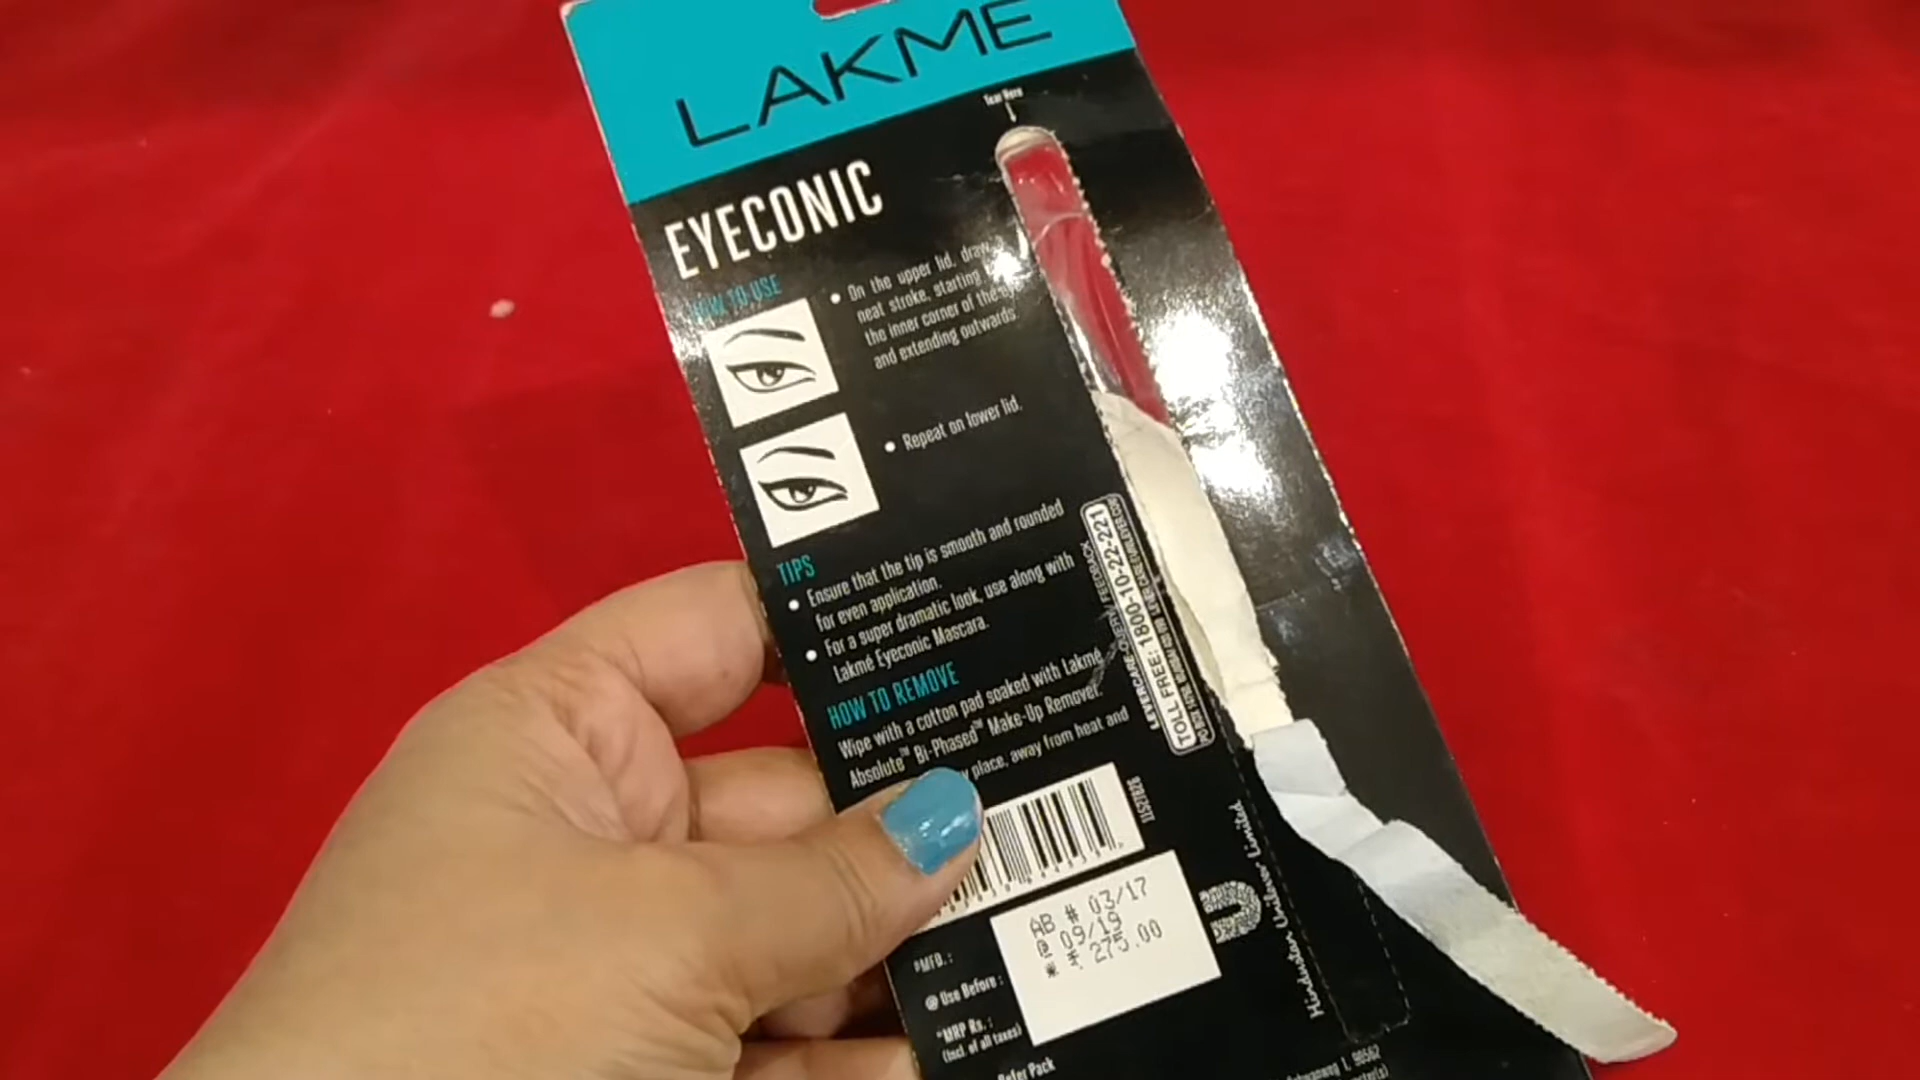 LAKME
Tear Here
EYECONIC
HOW TO USE
On the upper lid, draw
neat stroke, starting
the inner corner of the
and extending outwards
Repeat on lower lid.
TIPS
Ensure that the tip is smooth and rounded
for even application.
For a super dramatic look, use along with
Lakmé Eyeconic Mascara.
HOW TO REMOVE
Wipe with a cotton pad soaked with Lakmé
Absolute™ Bi-Phased™ Make-Up Remover.
place, away from heat and
TOLL FREE: 1800-10-22-221
AB # 03/17
@ 09/19
* ₹. 275.00
#MFD. :
@ Use Before :
*MRP Rs. :
(Incl. of all taxes)
Refer Pack
U
Hindustan Unilever Limited